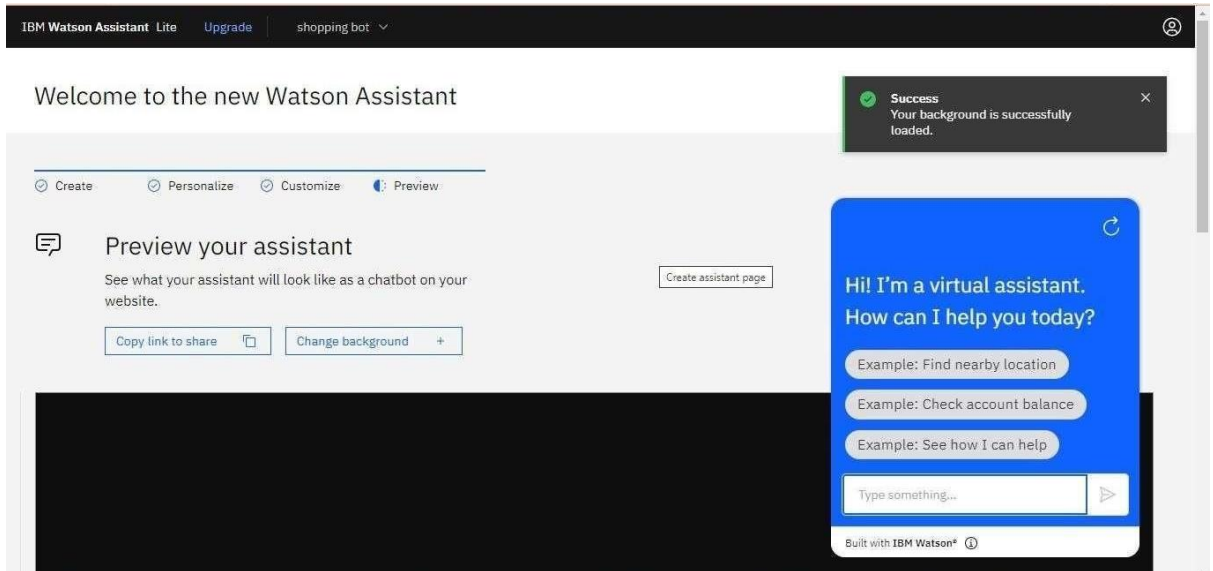 IBM Watson Assistant Lite Upgrade shopping bot
Welcome to the new Watson Assistant
Success
Your background is successfully
loaded.
Create Personalize Customize Preview
Preview your assistant
See what your assistant will look like as a chatbot on your
website.
Copy link to share Change background +
Create assistant page
Hi! I'm a virtual assistant.
How can I help you today?
Example: Find nearby location
Example: Check account balance
Example: See how I can help
Type something...
Built with IBM Watson®